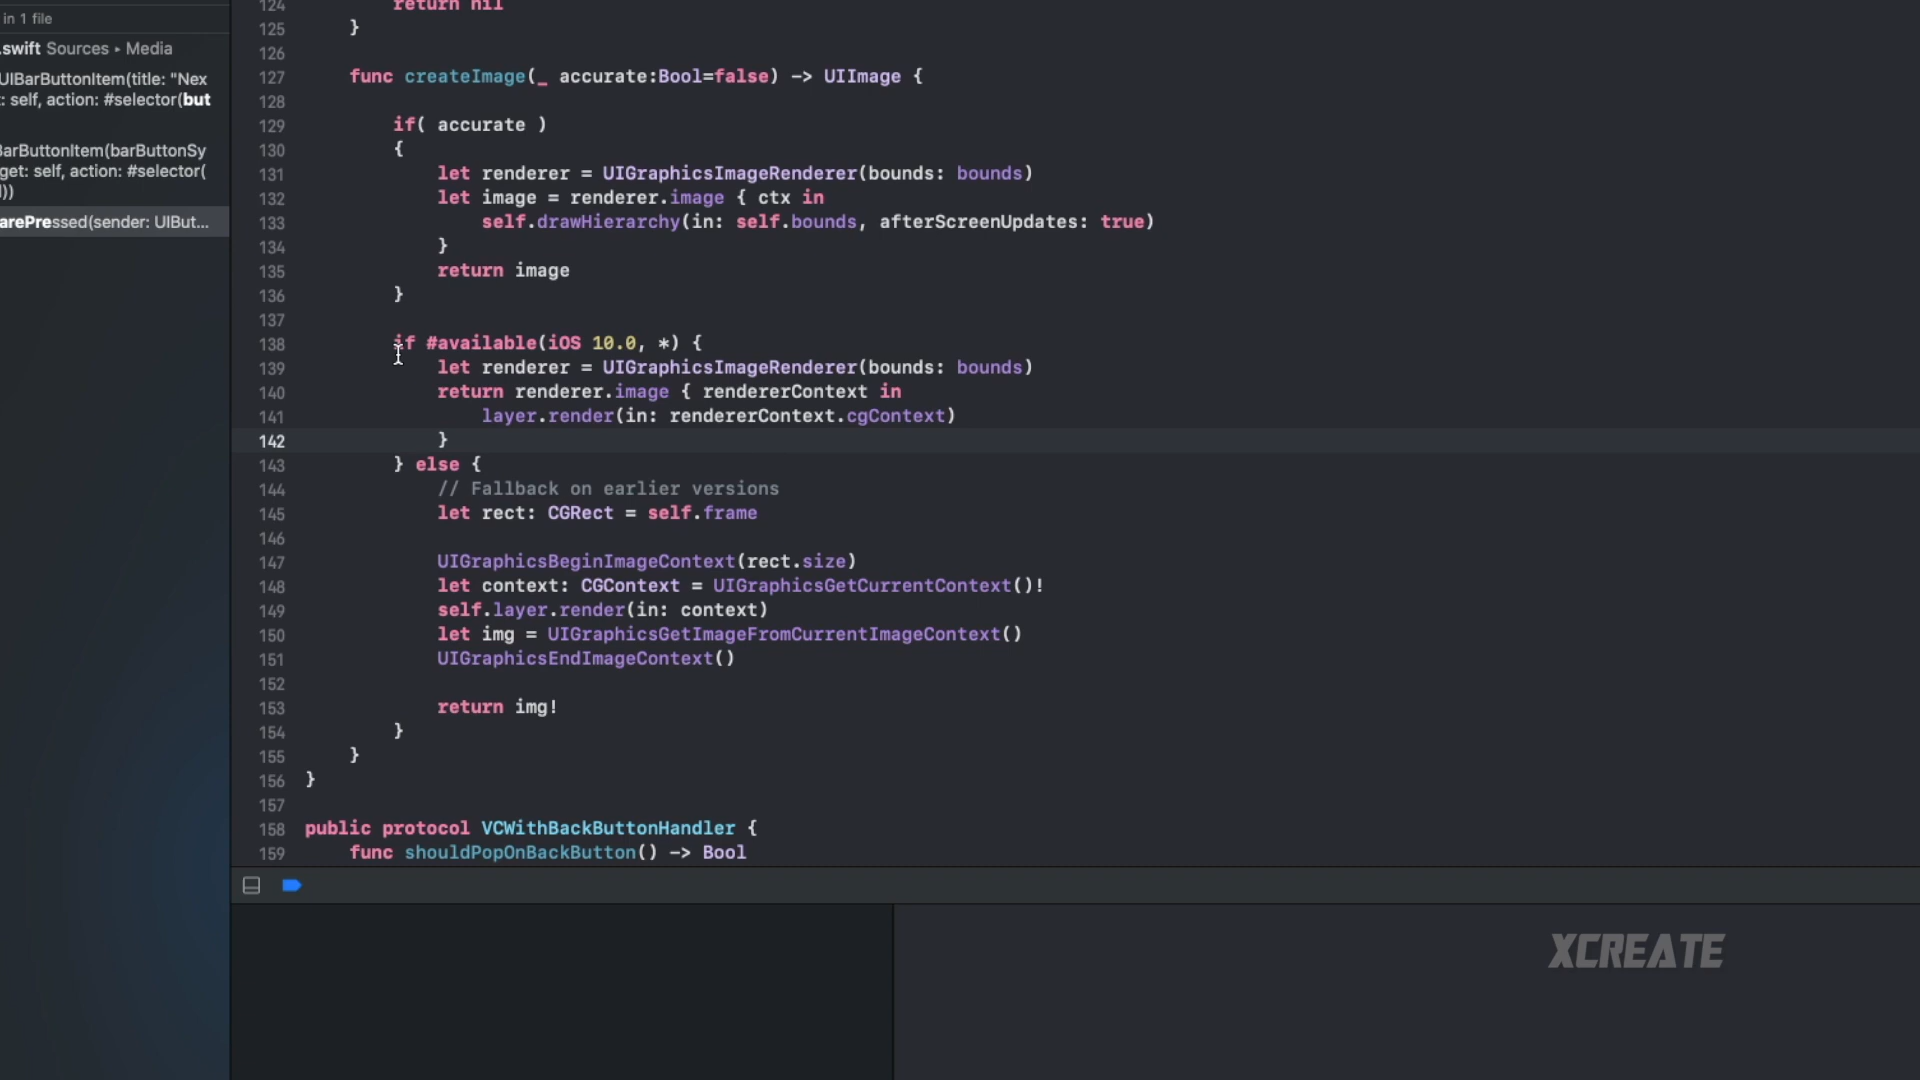 in 1 file
.swift Sources ▸ Media
UIBarButtonItem(title: "Nex
: self, action: #selector(but
BarButtonItem(barButtonSy
get: self, action: #selector(
))
arePressed(sender: UIBut...
124 return nil
125 }
126
127 func createImage(_ accurate:Bool=false) -> UIImage {
128
129 if( accurate )
130 {
131 let renderer = UIGraphicsImageRenderer(bounds: bounds)
132 let image = renderer.image { ctx in
133 self.drawHierarchy(in: self.bounds, afterScreenUpdates: true)
134 }
135 return image
136 }
137
138 if #available(iOS 10.0, *) {
139 let renderer = UIGraphicsImageRenderer(bounds: bounds)
140 return renderer.image { rendererContext in
141 layer.render(in: rendererContext.cgContext)
142 }
143 } else {
144 // Fallback on earlier versions
145 let rect: CGRect = self.frame
146
147 UIGraphicsBeginImageContext(rect.size)
148 let context: CGContext = UIGraphicsGetCurrentContext()!
149 self.layer.render(in: context)
150 let img = UIGraphicsGetImageFromCurrentImageContext()
151 UIGraphicsEndImageContext()
152
153 return img!
154 }
155 }
156 }
157
158 public protocol VCWithBackButtonHandler {
159 func shouldPopOnBackButton() -> Bool
XCREATE